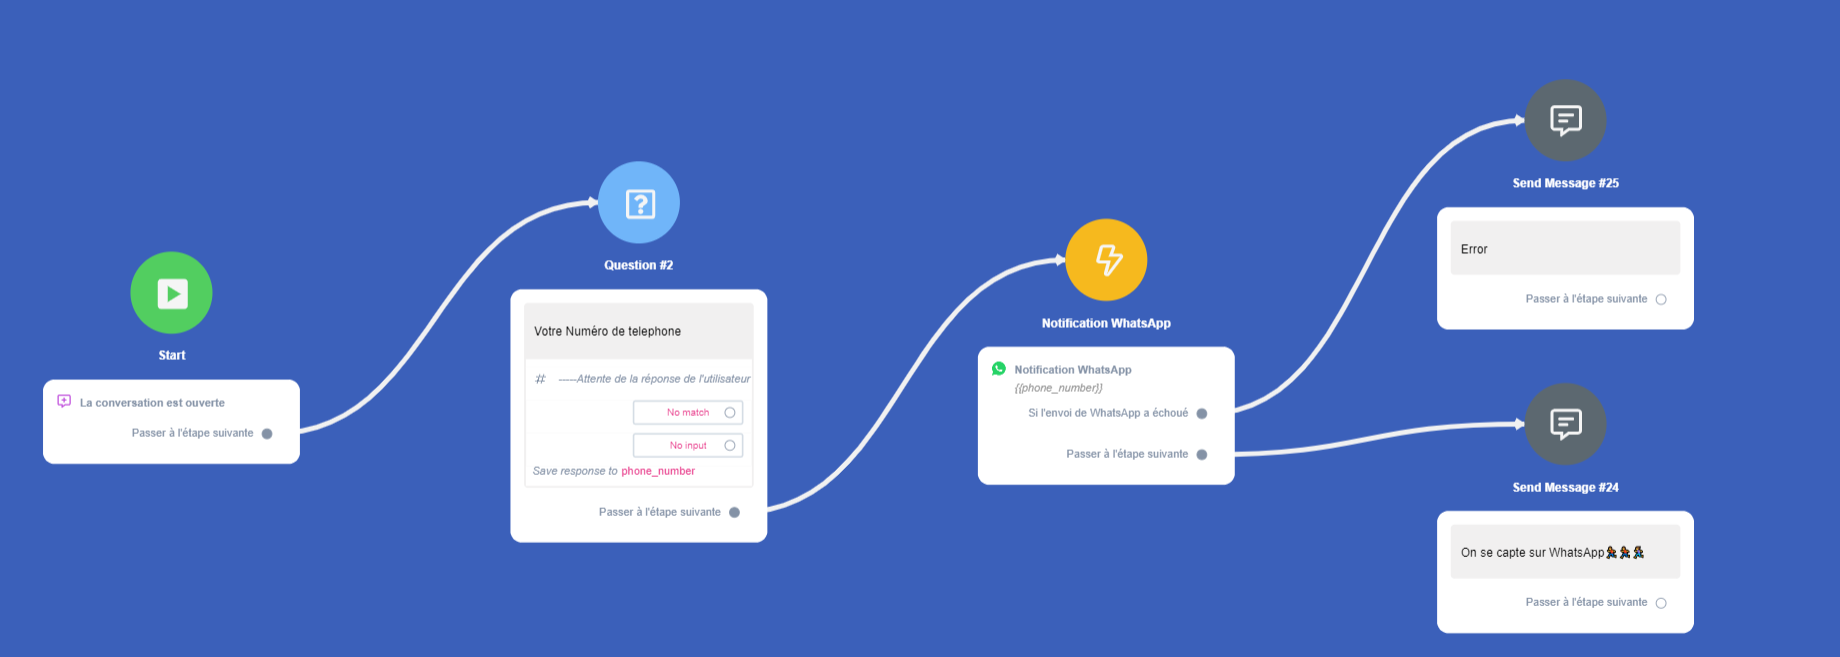 Start
La conversation est ouverte
Passer à l'étape suivante
Question #2
Votre Numéro de telephone
# -----Attente de la réponse de l'utilisateur
No match
No input
Save response to phone_number
Passer à l'étape suivante
Notification WhatsApp
Notification WhatsApp
{{phone_number}}
Si l'envoi de WhatsApp a échoué
Passer à l'étape suivante
Send Message #25
Error
Passer à l'étape suivante
Send Message #24
On se capte sur WhatsApp🏃🏃🏃
Passer à l'étape suivante